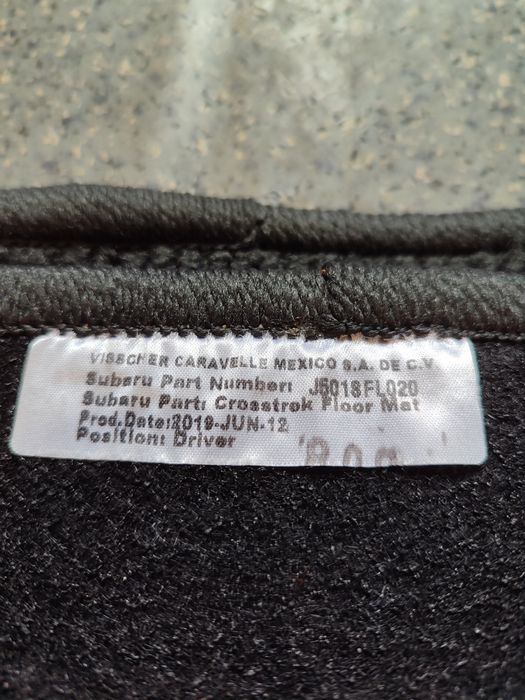 VISSCHER CARAVELLE MEXICO S.A. DE C.V.
Subaru Part Number: J501SFL020
Subaru Part: Crosstrek Floor Mat
Prod.Date:2019-JUN-12
Position: Driver